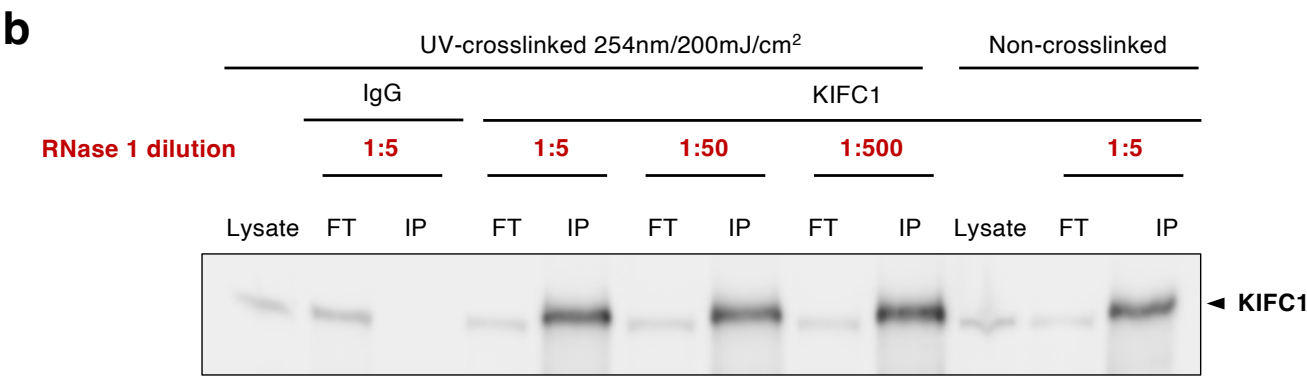 b
UV-crosslinked 254nm/200mJ/cm² Non-crosslinked
IgG KIFC1
RNase 1 dilution 1:5 1:5 1:50 1:500 1:5
Lysate FT IP FT IP FT IP FT IP Lysate FT IP
◄ KIFC1